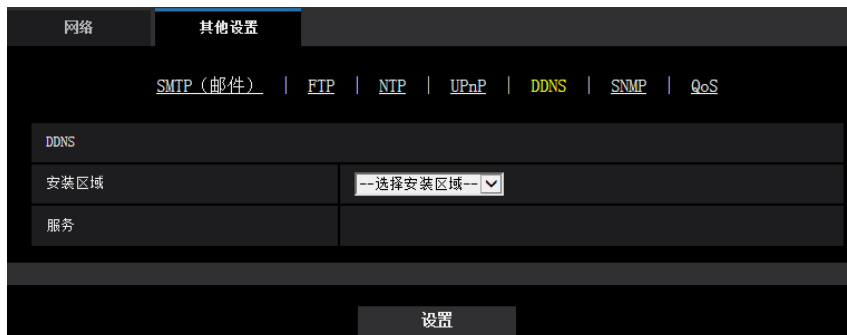 网络 其他设置
SMTP（邮件） | FTP | NTP | UPnP | DDNS | SNMP | QoS
DDNS
安装区域 --选择安装区域--
服务
设置